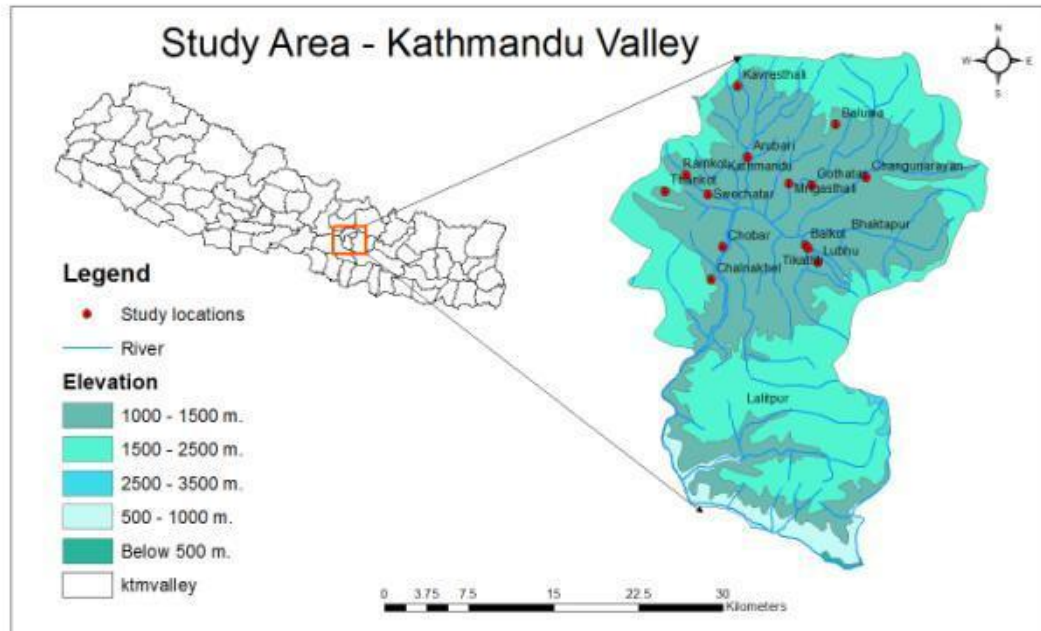 Study Area - Kathmandu Valley
N
W E
S
Kavresthali
Baluwa
Arubari
Ramkot
Kathmandu
Gothatar
Changunarayan
Thankot
Mrigasthali
Swochatar
Bhaktapur
Chobar
Balkot
Lubhu
Tikathli
Chalnakhel
Lalitpur
Legend
Study locations
River
Elevation
1000 - 1500 m.
1500 - 2500 m.
2500 - 3500 m.
500 - 1000 m.
Below 500 m.
ktmvalley
0 3.75 7.5 15 22.5 30
Kilometers